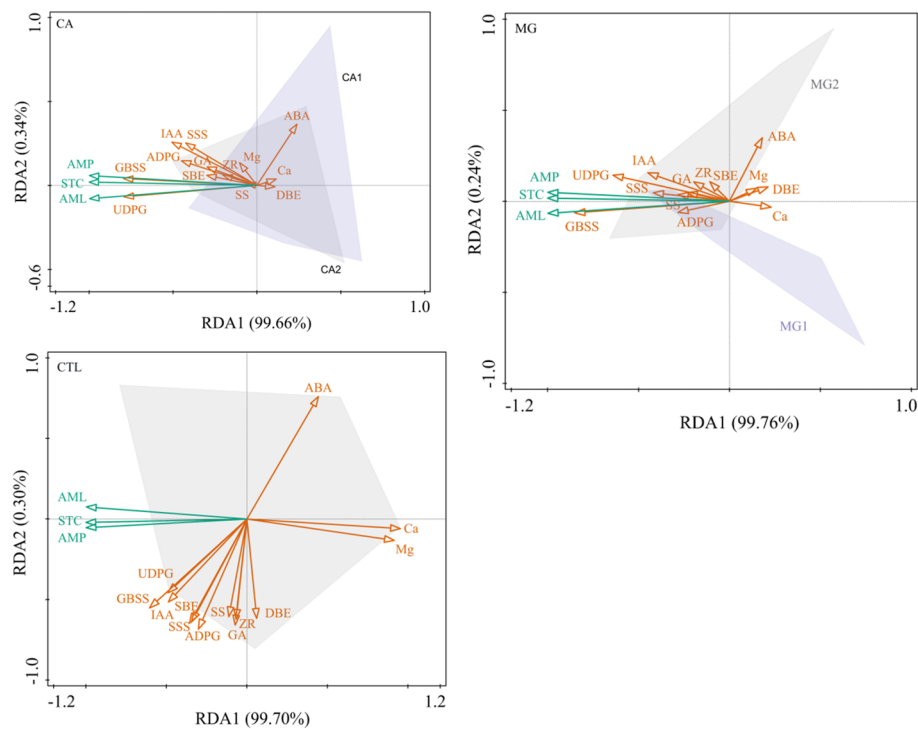 CA
1.0
CA1
ABA
IAA SSS
ADPG GA ZR Mg
AMP GBSS SBE Ca
STC SS DBE
AML UDPG
CA2
-0.6
RDA2 (0.34%)
-1.2 1.0
RDA1 (99.66%)
MG
1.0
MG2
ABA
IAA
UDPG GA ZR SBE Mg
AMP SSS DBE
STC SS
AML GBSS ADPG Ca
MG1
-1.0
RDA2 (0.24%)
-1.2 1.0
RDA1 (99.76%)
CTL
1.0
ABA
AML
STC Ca
AMP Mg
UDPG
GBSS SBE SS DBE
IAA ZR
SSS ADPG GA
-1.0
RDA2 (0.30%)
-1.2 1.2
RDA1 (99.70%)